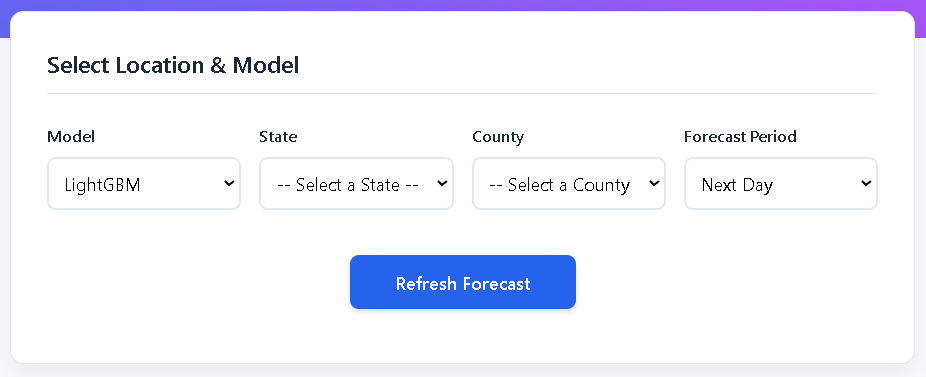 Select Location & Model
Model State County Forecast Period
LightGBM -- Select a State -- -- Select a County Next Day
Refresh Forecast